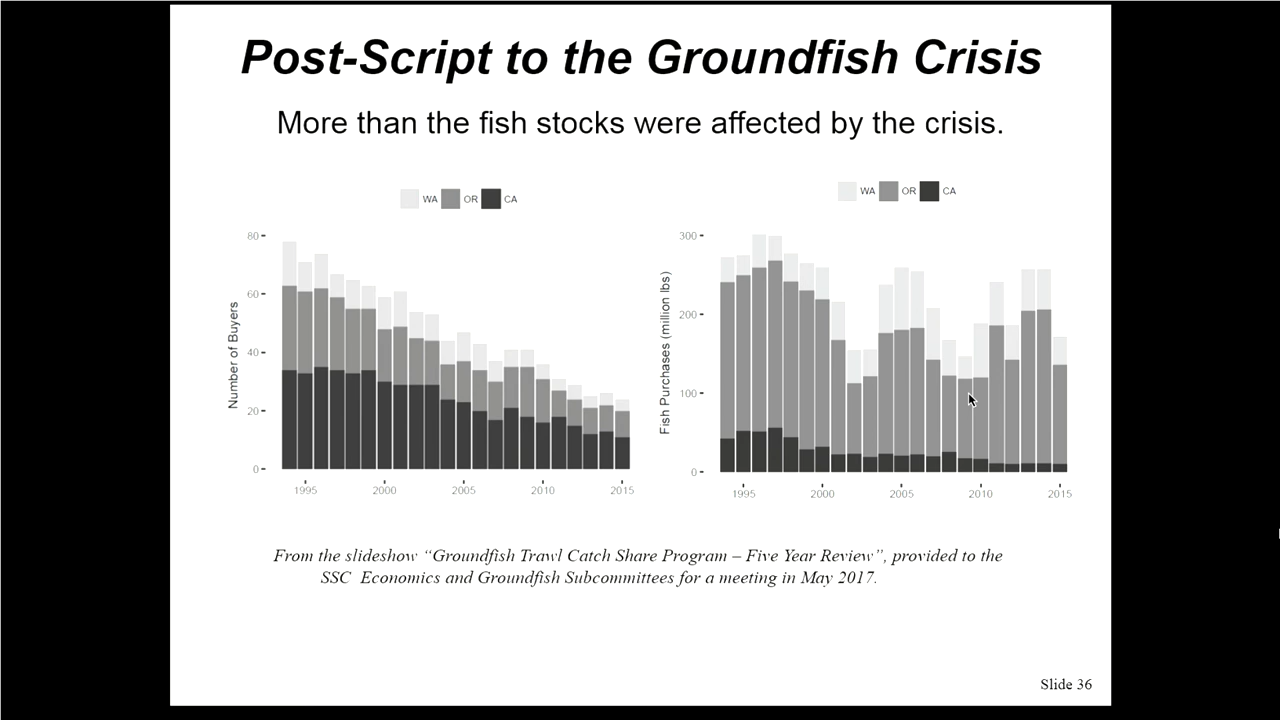 Post-Script to the Groundfish Crisis
More than the fish stocks were affected by the crisis.
WA OR CA
80
60
40
20
0
Number of Buyers
1995 2000 2005 2010 2015
WA OR CA
300
200
100
0
Fish Purchases (million lbs)
1995 2000 2005 2010 2015
From the slideshow “Groundfish Trawl Catch Share Program – Five Year Review”, provided to the
SSC Economics and Groundfish Subcommittees for a meeting in May 2017.
Slide 36